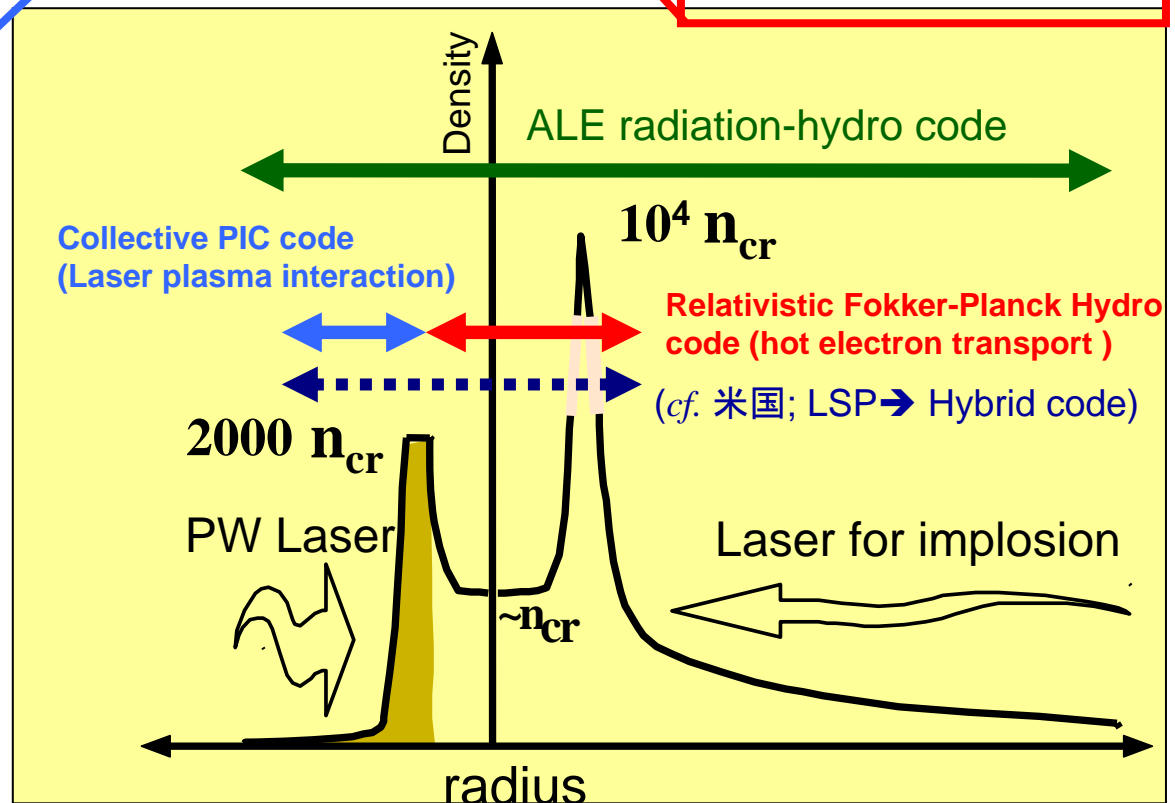 Density
ALE radiation-hydro code
10⁴ n_cr
Collective PIC code
(Laser plasma interaction)
Relativistic Fokker-Planck Hydro
code (hot electron transport )
(cf. 米国; LSP➔ Hybrid code)
2000 n_cr
PW Laser
Laser for implosion
~n_cr
radius